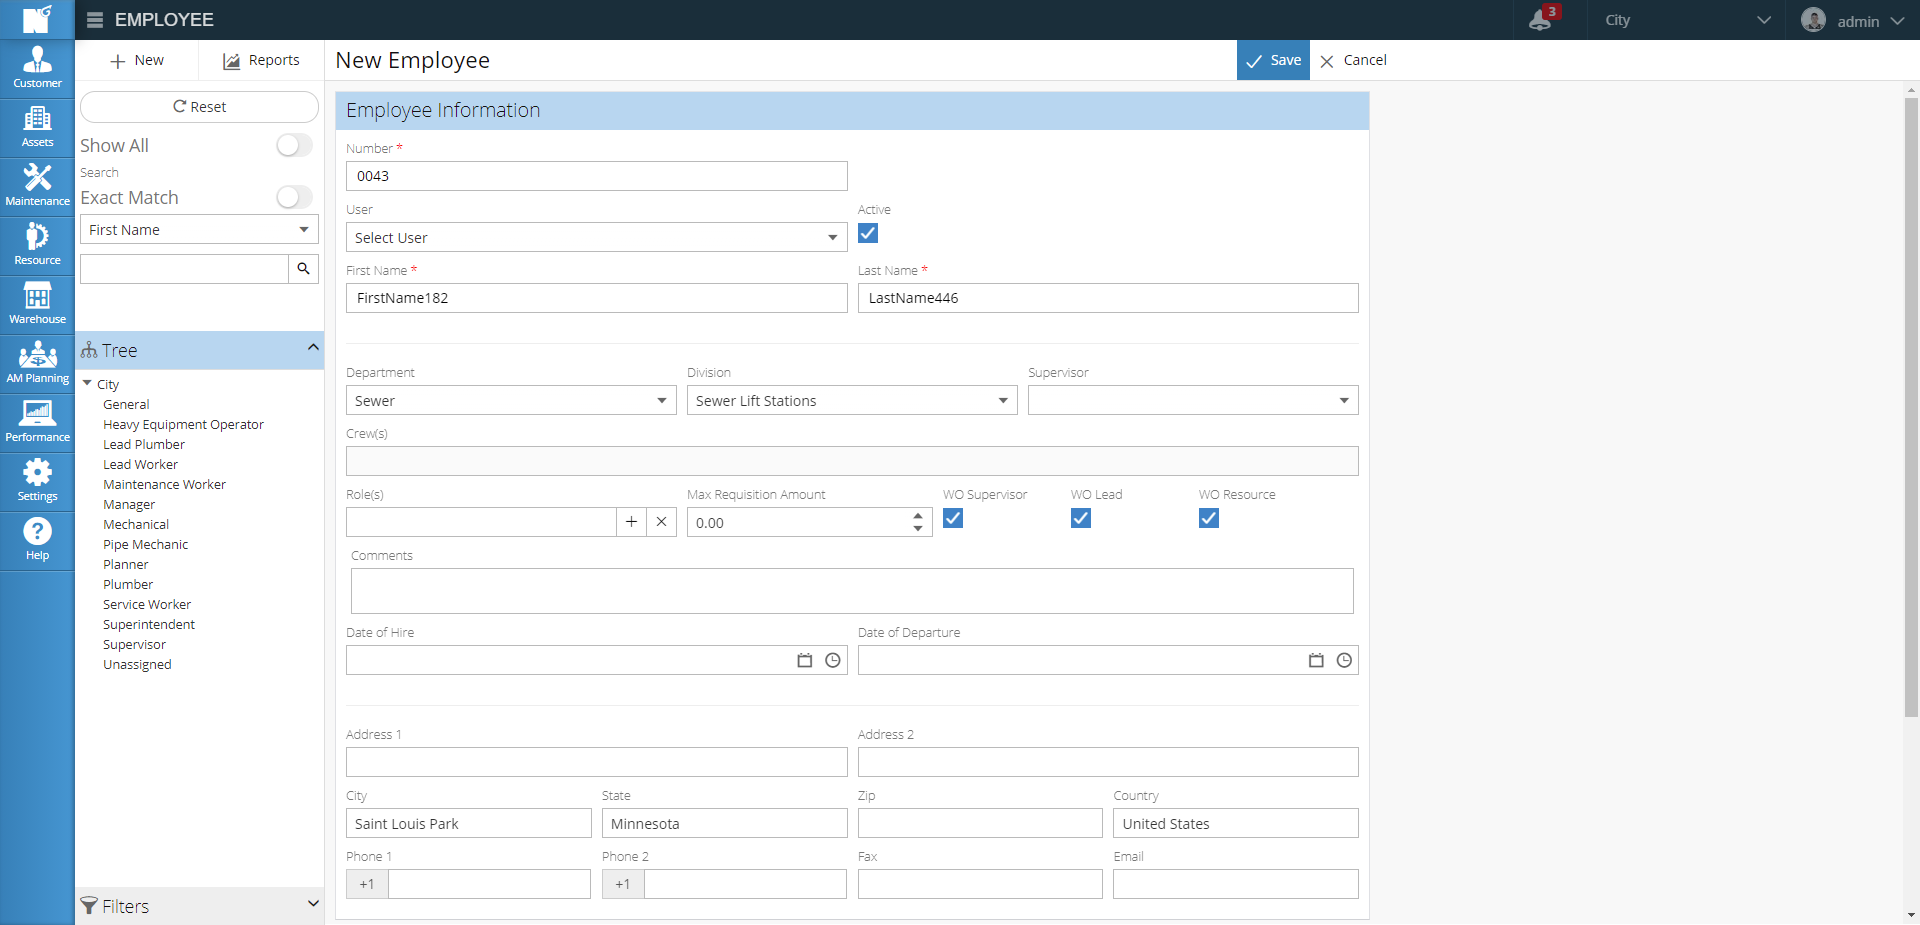 EMPLOYEE
3
City
admin
Customer
Assets
Maintenance
Resource
Warehouse
AM Planning
Performance
Settings
Help
New
Reports
Reset
Show All
Search
Exact Match
First Name
Tree
City
General
Heavy Equipment Operator
Lead Plumber
Lead Worker
Maintenance Worker
Manager
Mechanical
Pipe Mechanic
Planner
Plumber
Service Worker
Superintendent
Supervisor
Unassigned
Filters
New Employee
Save
Cancel
Employee Information
Number *
0043
User
Active
Select User
First Name *
Last Name *
FirstName182
LastName446
Department
Division
Supervisor
Sewer
Sewer Lift Stations
Crew(s)
Role(s)
Max Requisition Amount
WO Supervisor
WO Lead
WO Resource
0.00
Comments
Date of Hire
Date of Departure
Address 1
Address 2
City
State
Zip
Country
Saint Louis Park
Minnesota
United States
Phone 1
Phone 2
Fax
Email
+1
+1